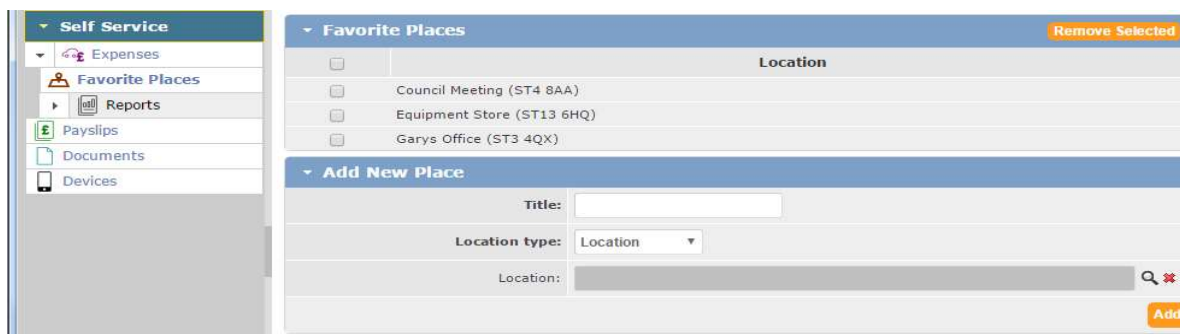 Self Service
Expenses
Favorite Places
Reports
Payslips
Documents
Devices
Favorite Places
Remove Selected
Location
Council Meeting (ST4 8AA)
Equipment Store (ST13 6HQ)
Garys Office (ST3 4QX)
Add New Place
Title:
Location type: Location
Location:
Add